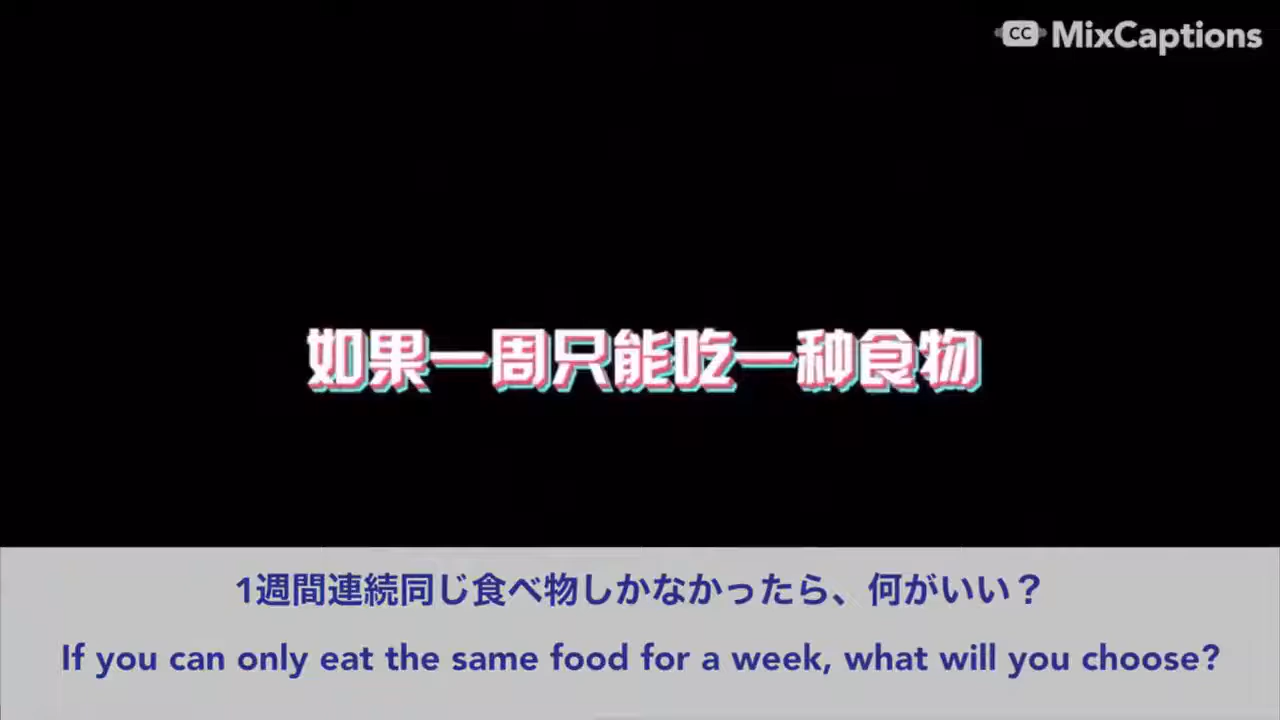 CC MixCaptions
如果一周只能吃一种食物
1週間連続同じ食べ物しかなかったら、何がいい？
If you can only eat the same food for a week, what will you choose?